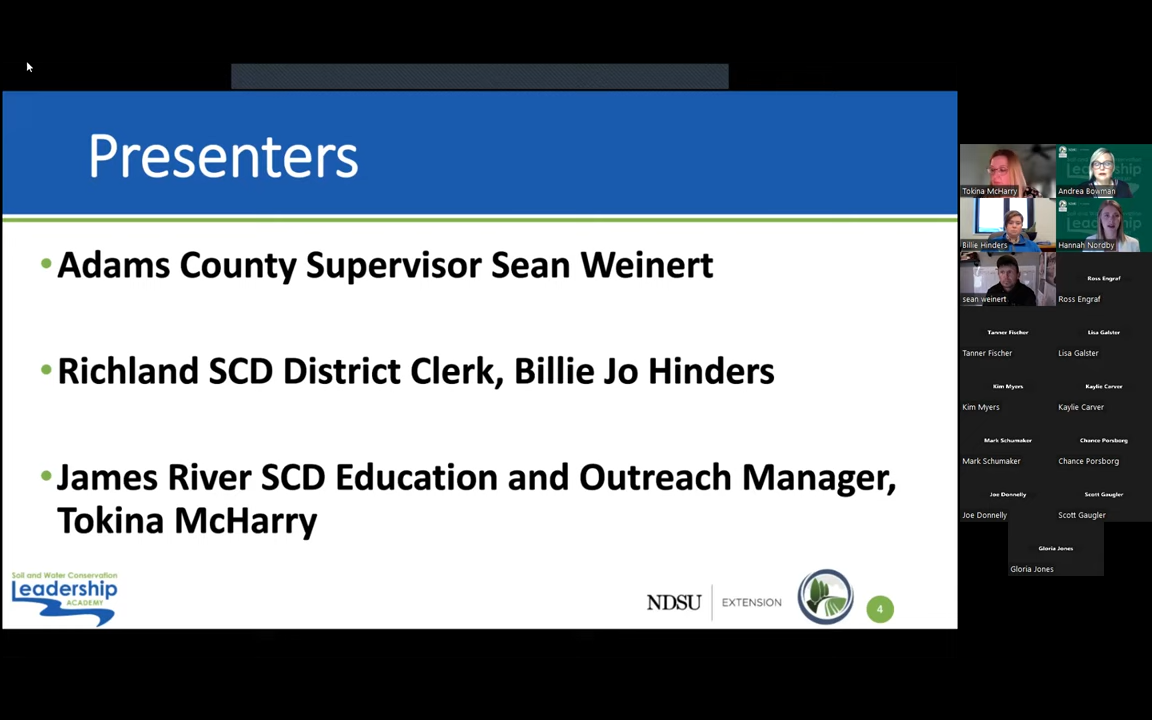 Presenters
• Adams County Supervisor Sean Weinert
• Richland SCD District Clerk, Billie Jo Hinders
• James River SCD Education and Outreach Manager,
Tokina McHarry
Soil and Water Conservation
Leadership
ACADEMY
NDSU EXTENSION
4
Tokina McHarry
Andrea Bowman
Billie Hinders
Hannah Nordby
sean weinert
Ross Engraf
Ross Engraf
Tanner Fischer
Tanner Fischer
Lisa Galster
Lisa Galster
Kim Myers
Kim Myers
Kaylie Carver
Kaylie Carver
Mark Schumaker
Mark Schumaker
Chance Porsborg
Chance Porsborg
Joe Donnelly
Joe Donnelly
Scott Gaugler
Scott Gaugler
Gloria Jones
Gloria Jones